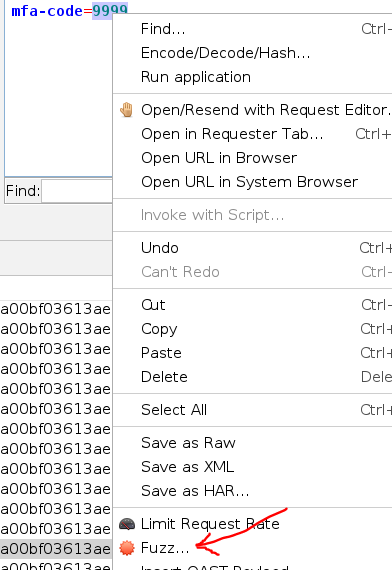 mfa-code=9999
Find...
Encode/Decode/Hash...
Run application
Open/Resend with Request Editor.
Open in Requester Tab... Ctrl+
Open URL in Browser
Open URL in System Browser
Find:
Invoke with Script...
Undo Ctrl+
Can't Redo Ctrl-
Cut Ctrl+
Copy Ctrl+
Paste Ctrl+
Delete Dele
Select All Ctrl+
Save as Raw
Save as XML
Save as HAR...
Limit Request Rate
Fuzz...
Insert OAST Payload
a00bf03613ae
a00bf03613ae
a00bf03613ae
a00bf03613ae
a00bf03613ae
a00bf03613ae
a00bf03613ae
a00bf03613ae
a00bf03613ae
a00bf03613ae
a00bf03613ae
a00bf03613ae
a00bf03613ae
a00bf03613ae